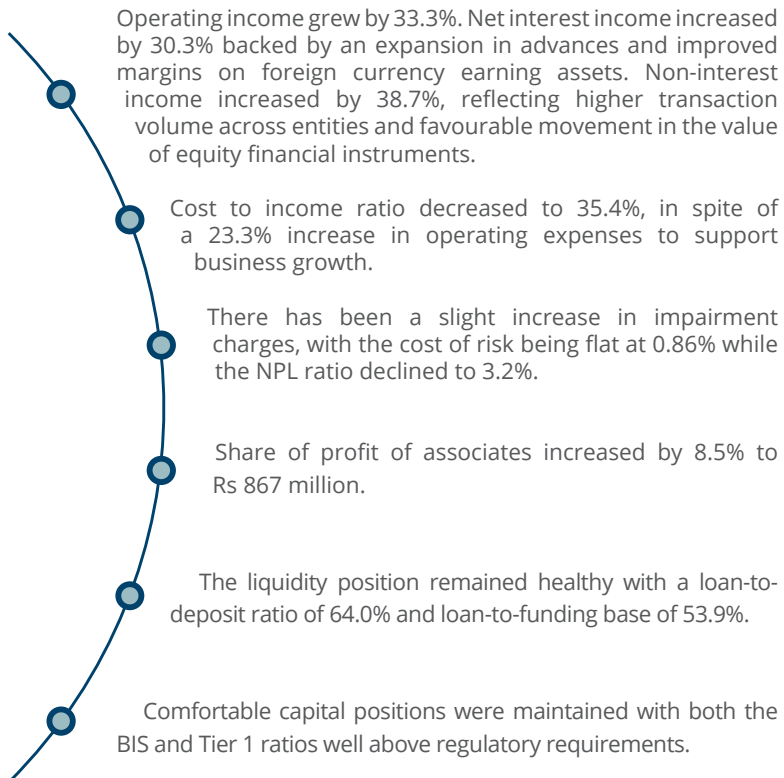 Operating income grew by 33.3%. Net interest income increased
by 30.3% backed by an expansion in advances and improved
margins on foreign currency earning assets. Non-interest
income increased by 38.7%, reflecting higher transaction
volume across entities and favourable movement in the value
of equity financial instruments.
Cost to income ratio decreased to 35.4%, in spite of
a 23.3% increase in operating expenses to support
business growth.
There has been a slight increase in impairment
charges, with the cost of risk being flat at 0.86% while
the NPL ratio declined to 3.2%.
Share of profit of associates increased by 8.5% to
Rs 867 million.
The liquidity position remained healthy with a loan-to-
deposit ratio of 64.0% and loan-to-funding base of 53.9%.
Comfortable capital positions were maintained with both the
BIS and Tier 1 ratios well above regulatory requirements.